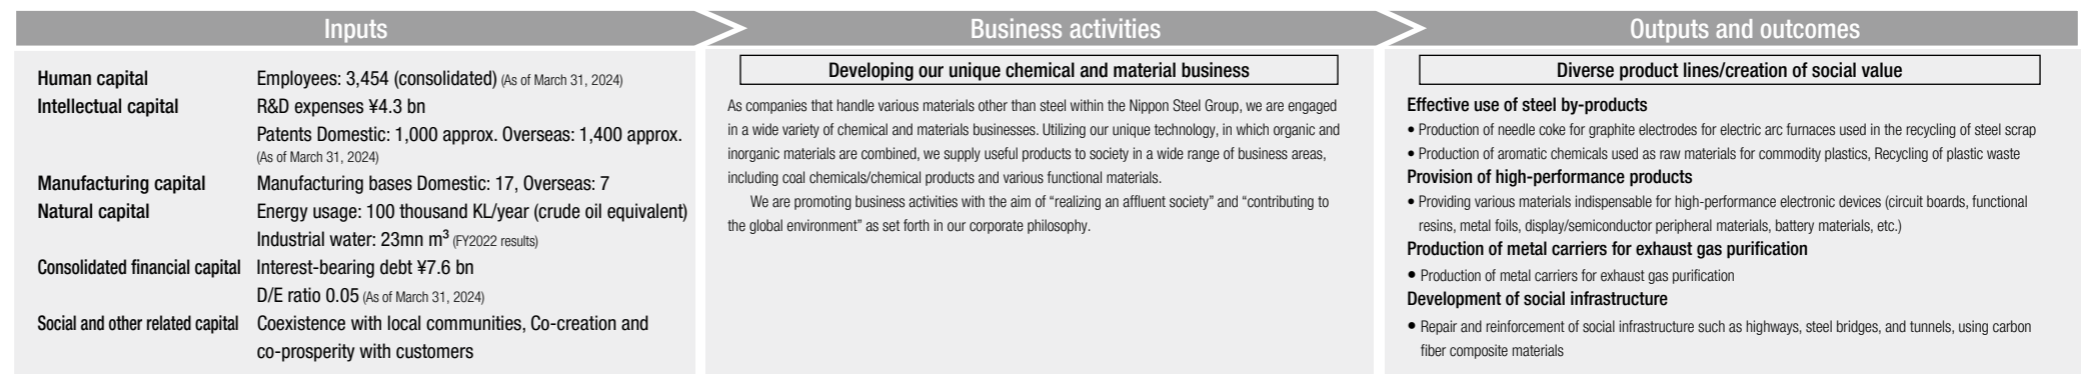 Inputs
Human capital Employees: 3,454 (consolidated) (As of March 31, 2024)
Intellectual capital R&D expenses ¥4.3 bn
Patents Domestic: 1,000 approx. Overseas: 1,400 approx.
(As of March 31, 2024)
Manufacturing capital Manufacturing bases Domestic: 17, Overseas: 7
Natural capital Energy usage: 100 thousand KL/year (crude oil equivalent)
Industrial water: 23mn m³ (FY2022 results)
Consolidated financial capital Interest-bearing debt ¥7.6 bn
D/E ratio 0.05 (As of March 31, 2024)
Social and other related capital Coexistence with local communities, Co-creation and
co-prosperity with customers
Business activities
Developing our unique chemical and material business
As companies that handle various materials other than steel within the Nippon Steel Group, we are engaged
in a wide variety of chemical and materials businesses. Utilizing our unique technology, in which organic and
inorganic materials are combined, we supply useful products to society in a wide range of business areas,
including coal chemicals/chemical products and various functional materials.
We are promoting business activities with the aim of “realizing an affluent society” and “contributing to
the global environment” as set forth in our corporate philosophy.
Outputs and outcomes
Diverse product lines/creation of social value
Effective use of steel by-products
• Production of needle coke for graphite electrodes for electric arc furnaces used in the recycling of steel scrap
• Production of aromatic chemicals used as raw materials for commodity plastics, Recycling of plastic waste
Provision of high-performance products
• Providing various materials indispensable for high-performance electronic devices (circuit boards, functional
resins, metal foils, display/semiconductor peripheral materials, battery materials, etc.)
Production of metal carriers for exhaust gas purification
• Production of metal carriers for exhaust gas purification
Development of social infrastructure
• Repair and reinforcement of social infrastructure such as highways, steel bridges, and tunnels, using carbon
fiber composite materials